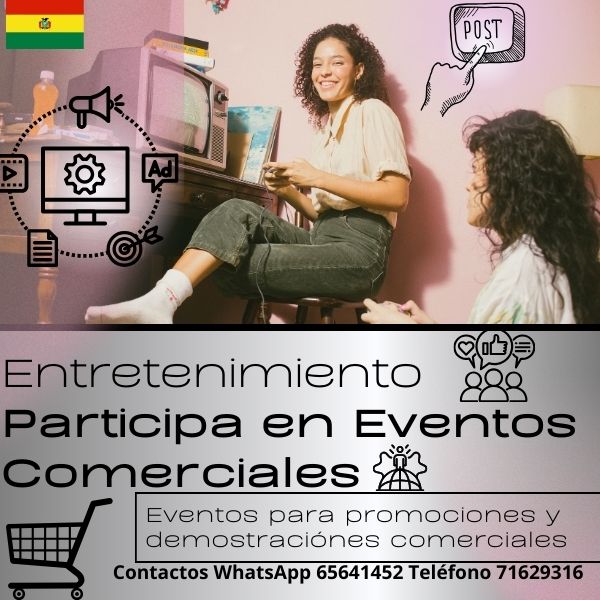 POST
Ad
Entretenimiento
Participa en Eventos
Comerciales
Eventos para promociones y
demostraciónes comerciales
Contactos WhatsApp 65641452 Teléfono 71629316